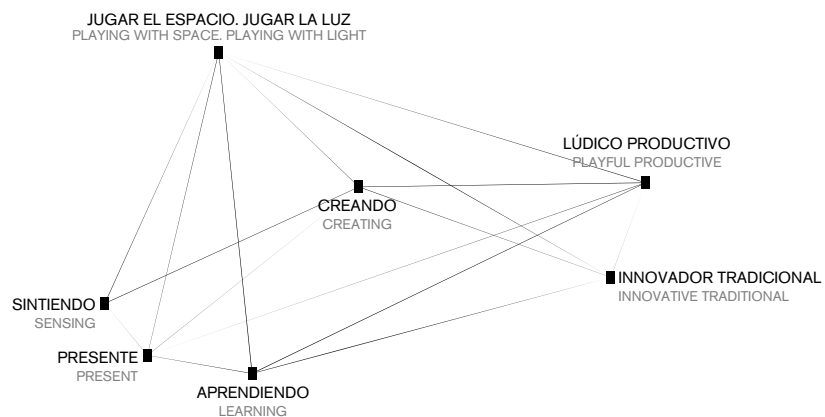 JUGAR EL ESPACIO. JUGAR LA LUZ
PLAYING WITH SPACE. PLAYING WITH LIGHT
LÚDICO PRODUCTIVO
PLAYFUL PRODUCTIVE
CREANDO
CREATING
INNOVADOR TRADICIONAL
INNOVATIVE TRADITIONAL
SINTIENDO
SENSING
PRESENTE
PRESENT
APRENDIENDO
LEARNING